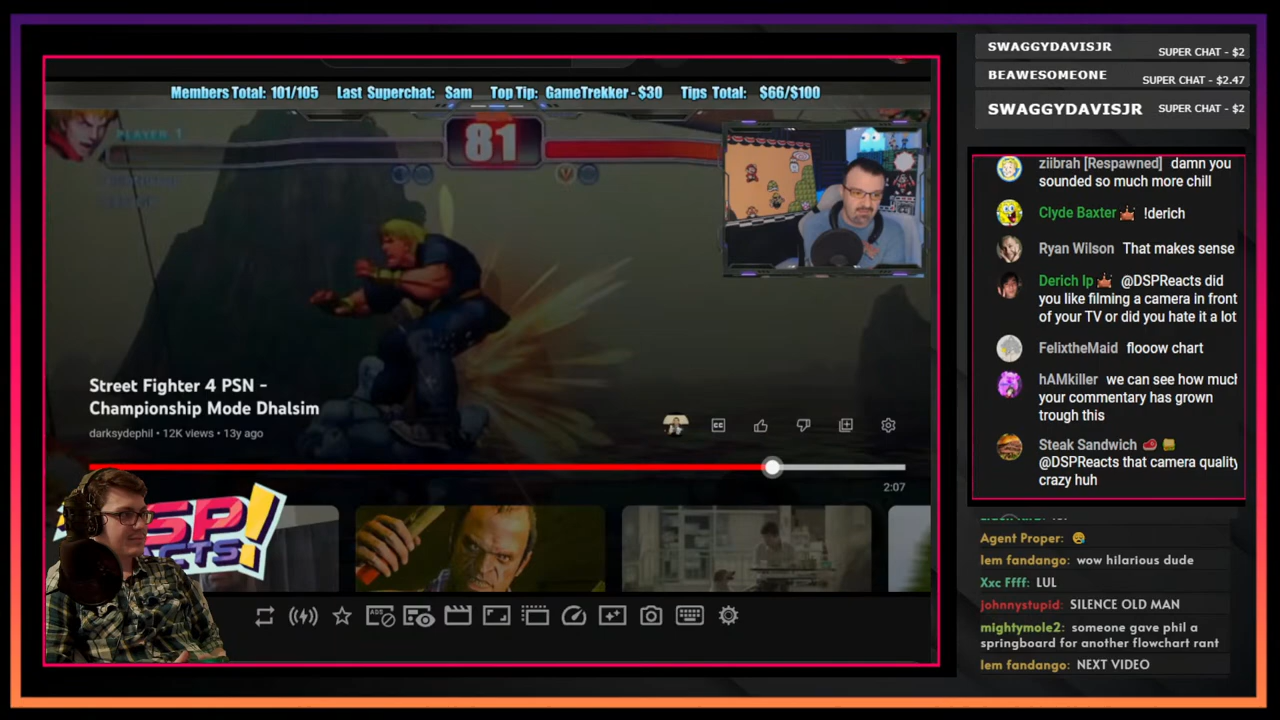 Members Total: 101/105 Last Superchat: Sam Top Tip: GameTrekker - $30 Tips Total: $66/$100
PLAYER 1
81
Street Fighter 4 PSN -
Championship Mode Dhalsim
darksydephil • 12K views • 13y ago
CC
2:07
ASS
SWAGGYDAVISJR SUPER CHAT - $2
BEAWESOMEONE SUPER CHAT - $2.47
SWAGGYDAVISJR SUPER CHAT - $2
ziibrah [Respawned] damn you
sounded so much more chill
Clyde Baxter !derich
Ryan Wilson That makes sense
Derich Ip @DSPReacts did
you like filming a camera in front
of your TV or did you hate it a lot
FelixtheMaid flooow chart
hAMkiller we can see how much
your commentary has grown
trough this
Steak Sandwich
@DSPReacts that camera quality
crazy huh
Agent Proper:
lem fandango: wow hilarious dude
Xxc Ffff: LUL
johnnystupid: SILENCE OLD MAN
mightymole2: someone gave phil a
springboard for another flowchart rant
lem fandango: NEXT VIDEO